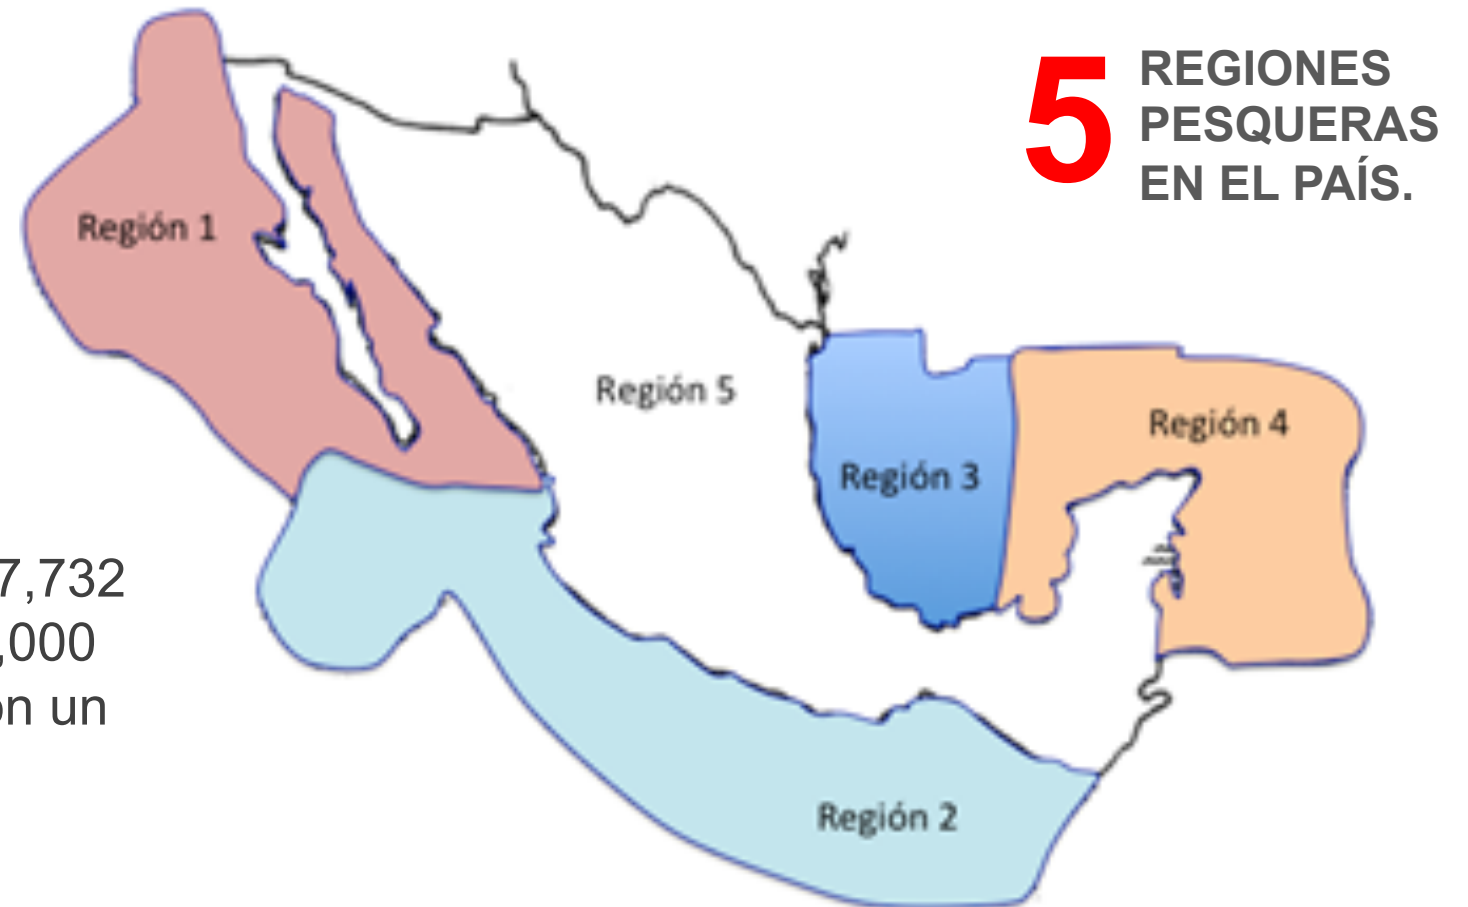 5
REGIONES
PESQUERAS
EN EL PAÍS.
Región 1
Región 5
Región 4
Región 3
7,732
,000
on un
Región 2